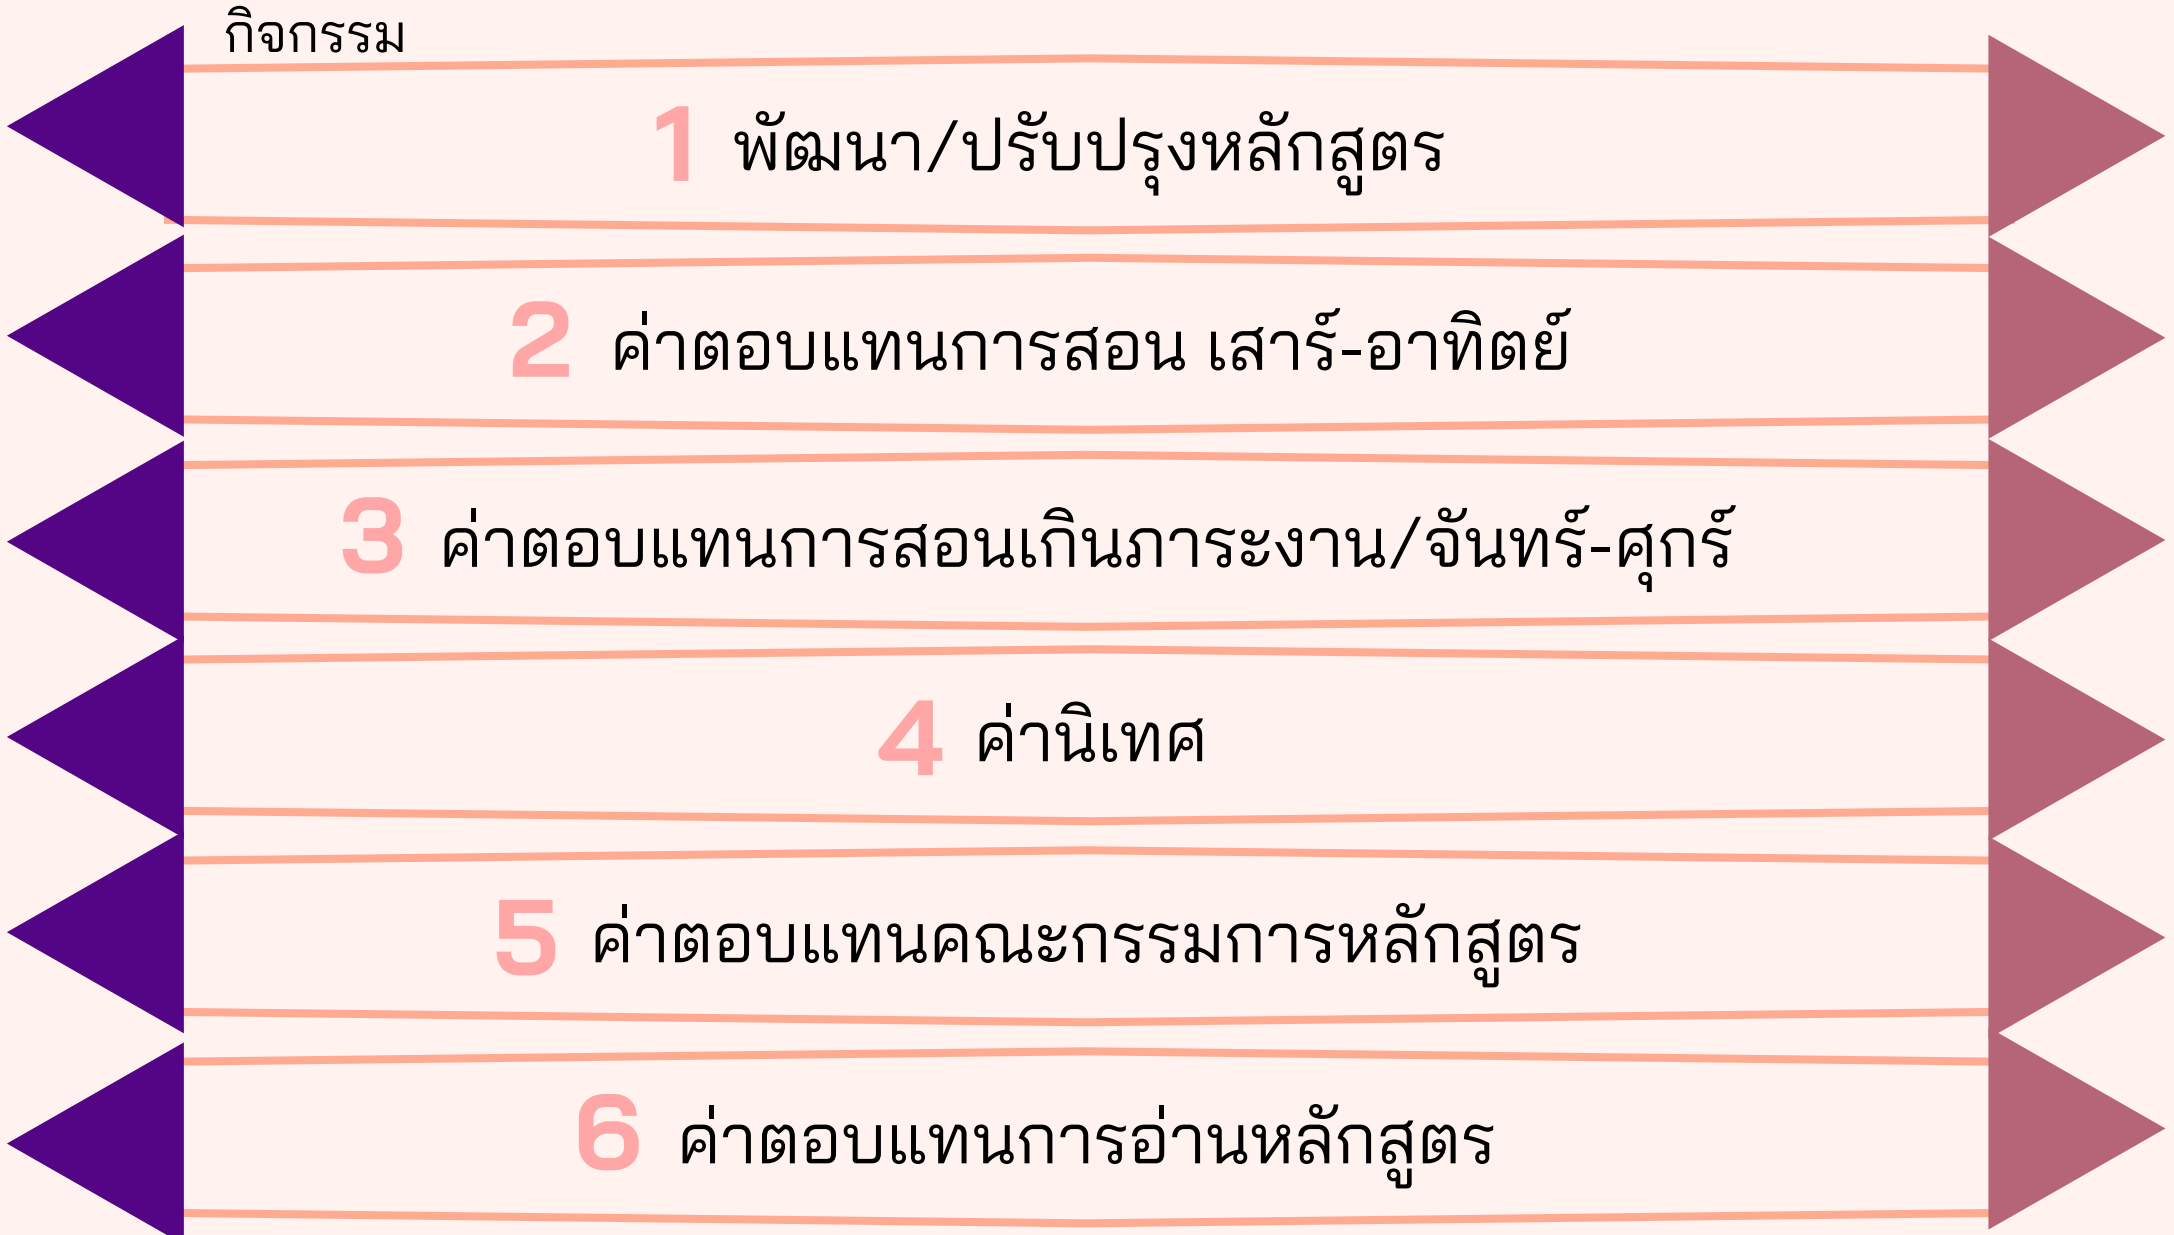 กิจกรรม
1 พัฒนา/ปรับปรุงหลักสูตร
2 ค่าตอบแทนการสอน เสาร์-อาทิตย์
3 ค่าตอบแทนการสอนเกินภาระงาน/จันทร์-ศุกร์
4 ค่านิเทศ
5 ค่าตอบแทนคณะกรรมการหลักสูตร
6 ค่าตอบแทนการอ่านหลักสูตร